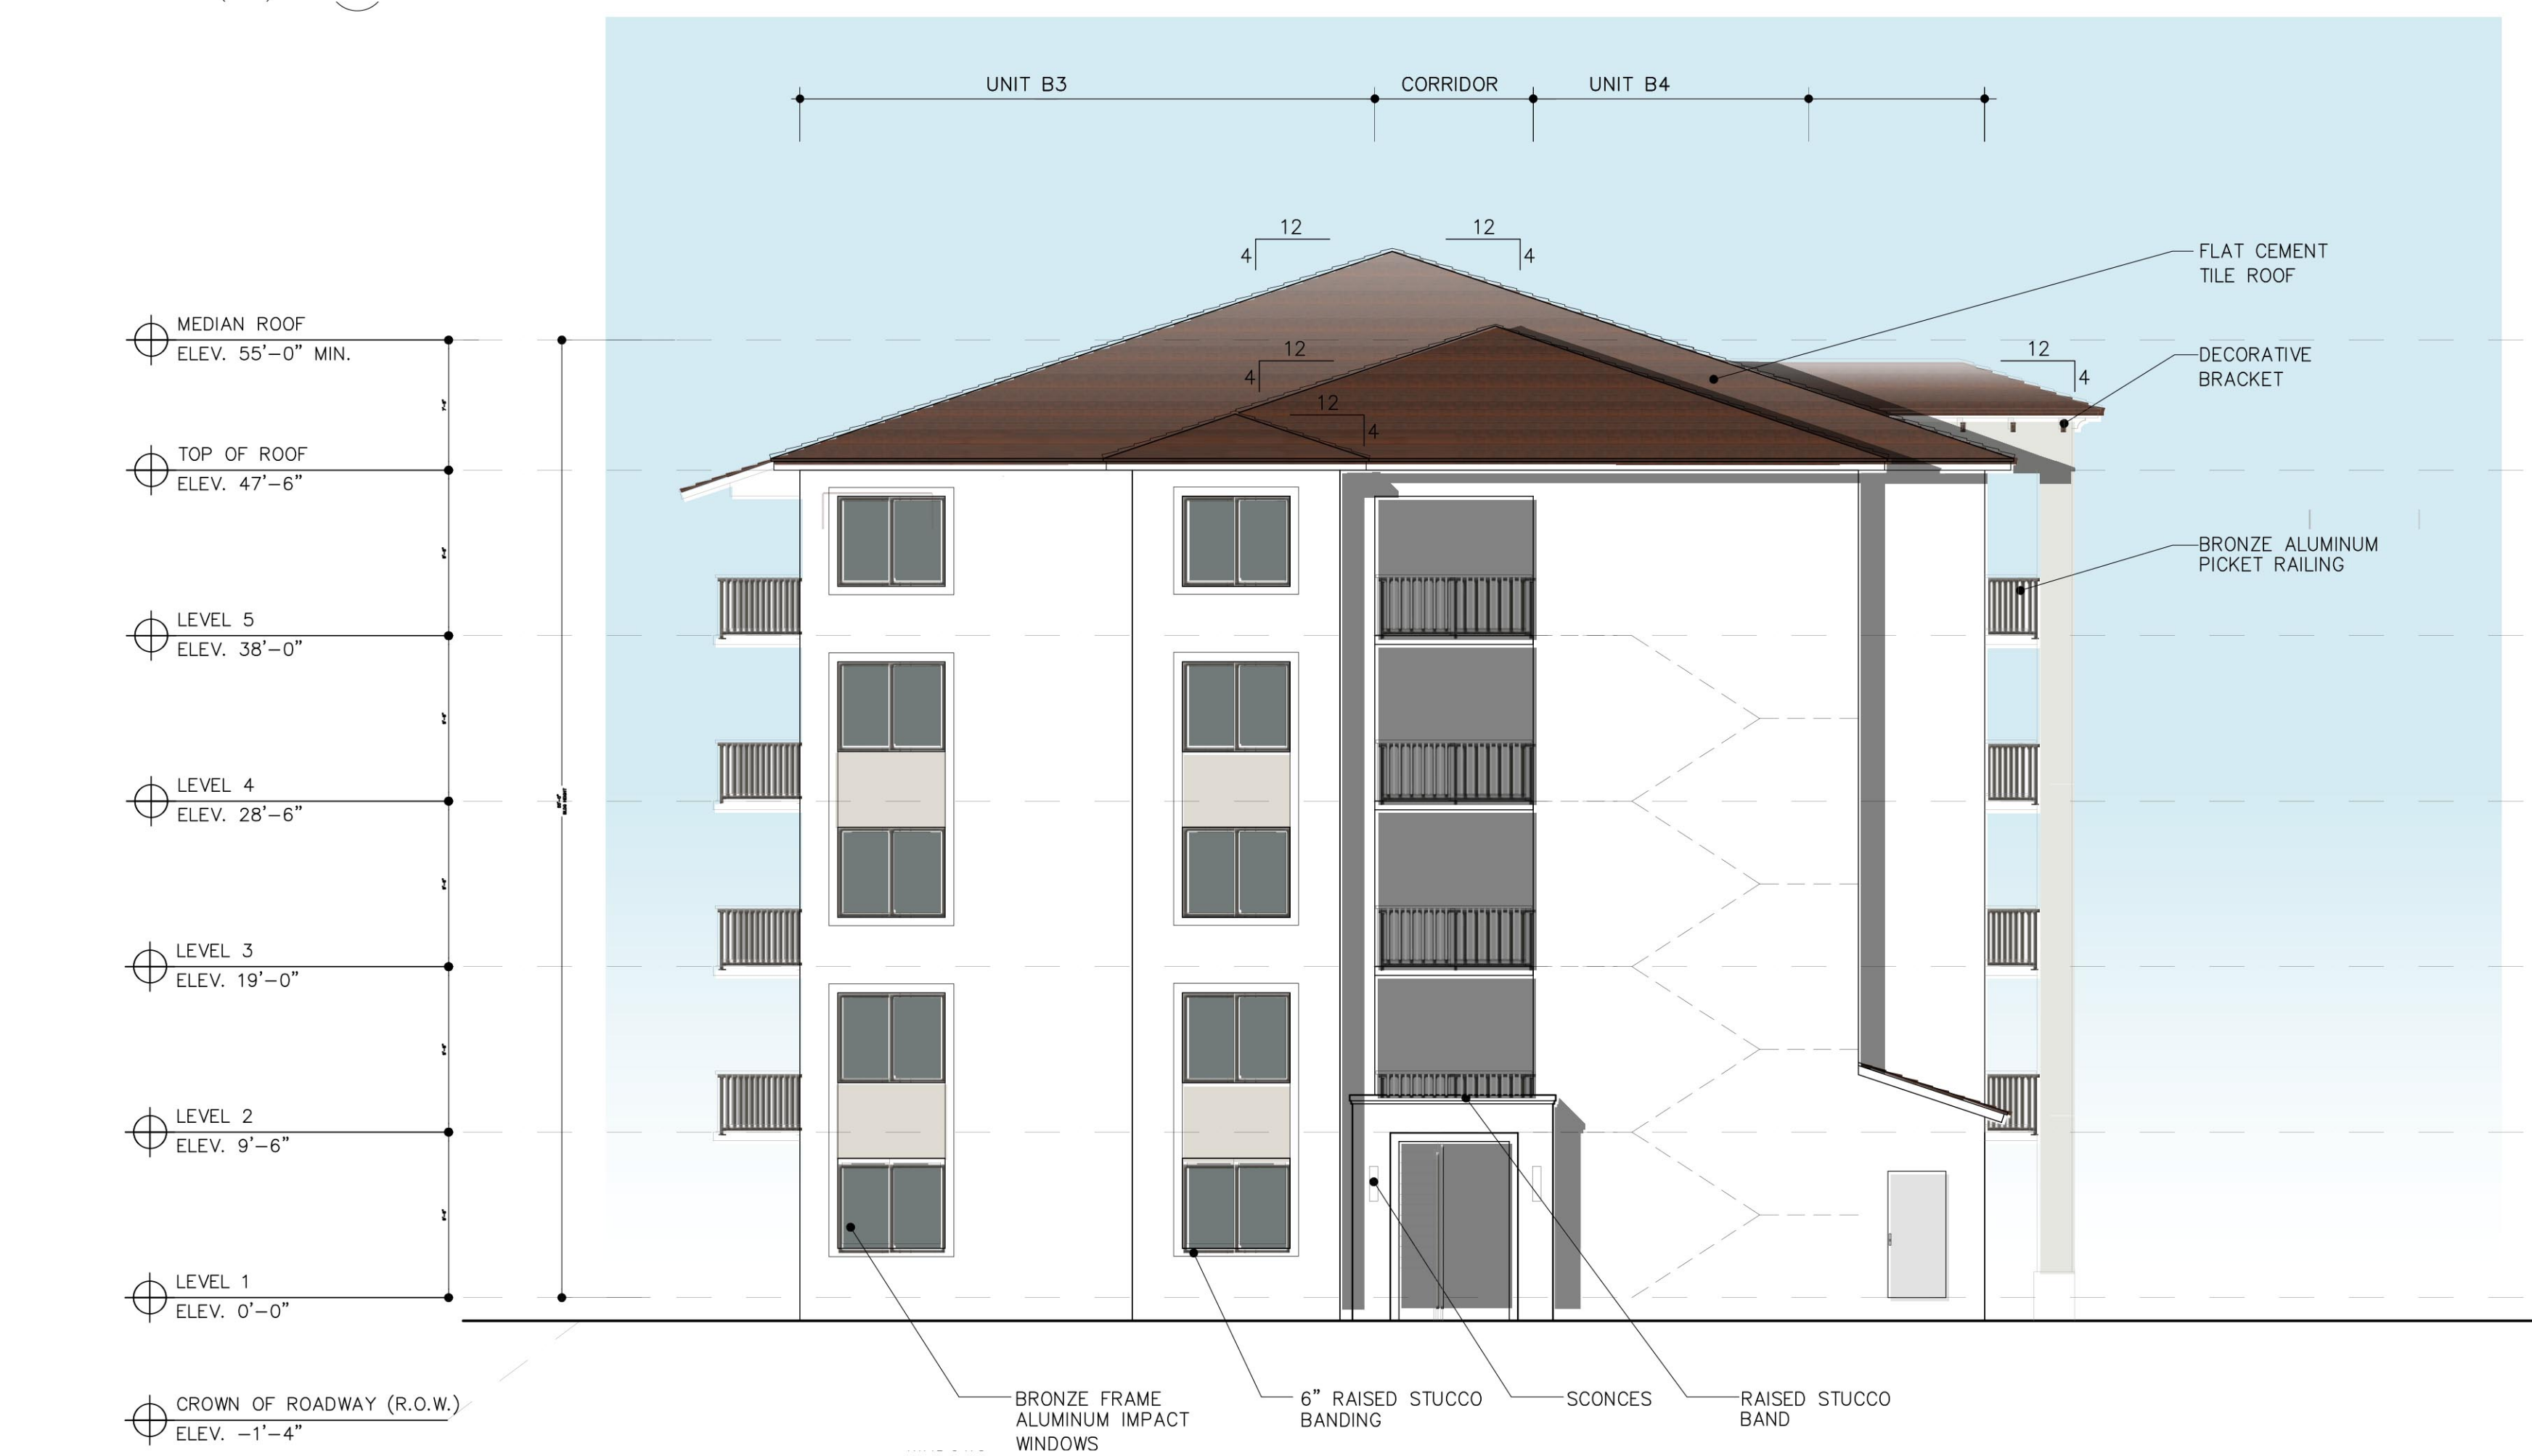 UNIT B3
CORRIDOR
UNIT B4
12
4
12
4
FLAT CEMENT
TILE ROOF
MEDIAN ROOF
ELEV. 55'-0" MIN.
12
4
12
4
DECORATIVE
BRACKET
12
4
TOP OF ROOF
ELEV. 47'-6"
BRONZE ALUMINUM
PICKET RAILING
LEVEL 5
ELEV. 38'-0"
LEVEL 4
ELEV. 28'-6"
LEVEL 3
ELEV. 19'-0"
LEVEL 2
ELEV. 9'-6"
LEVEL 1
ELEV. 0'-0"
CROWN OF ROADWAY (R.O.W.)
ELEV. -1'-4"
BRONZE FRAME
ALUMINUM IMPACT
WINDOWS
6" RAISED STUCCO
BANDING
SCONCES
RAISED STUCCO
BAND